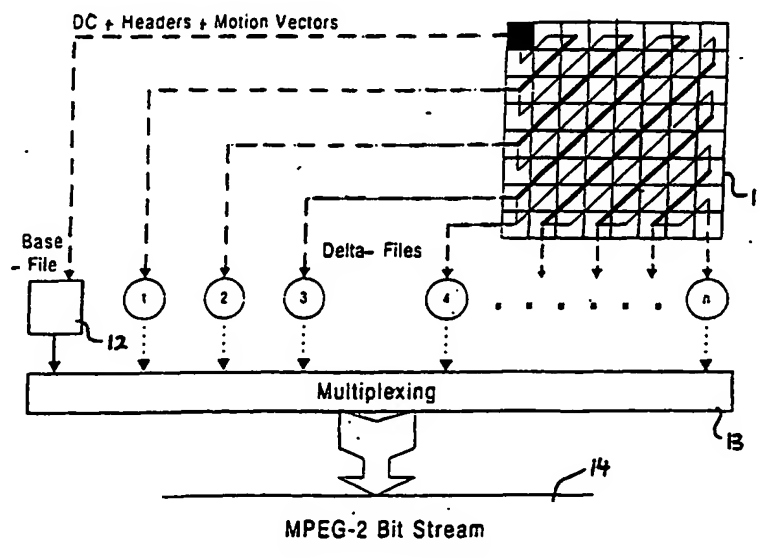 DC + Headers + Motion Vectors
1
Base
File
Delta- Files
1 2 3 4 n
12
Multiplexing
13
14
MPEG-2 Bit Stream